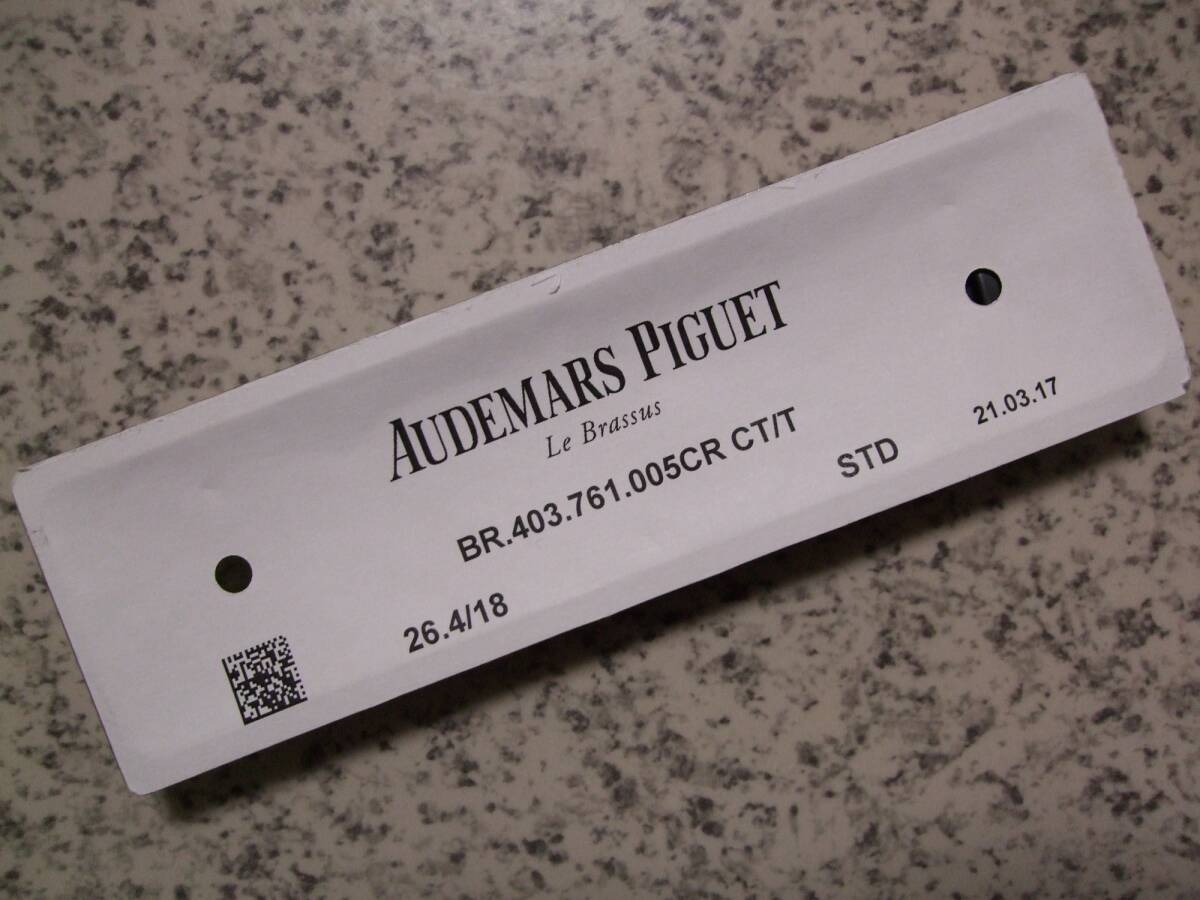 AUDEMARS PIGUET
Le Brassus
BR.403.761.005CR CT/T
26.4/18
STD
21.03.17